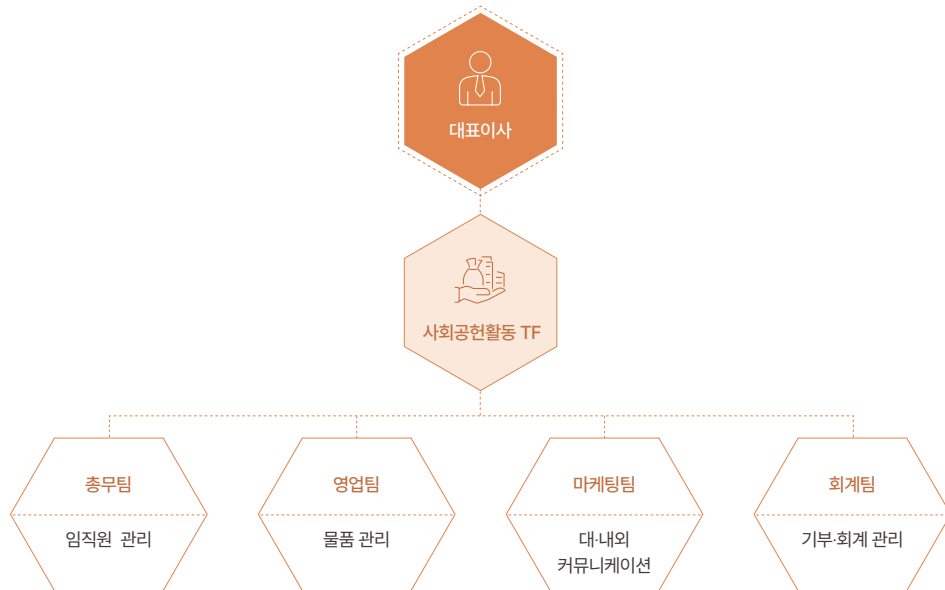 대표이사
사회공헌활동 TF
총무팀
임직원 관리
영업팀
물품 관리
마케팅팀
대·내외
커뮤니케이션
회계팀
기부·회계 관리